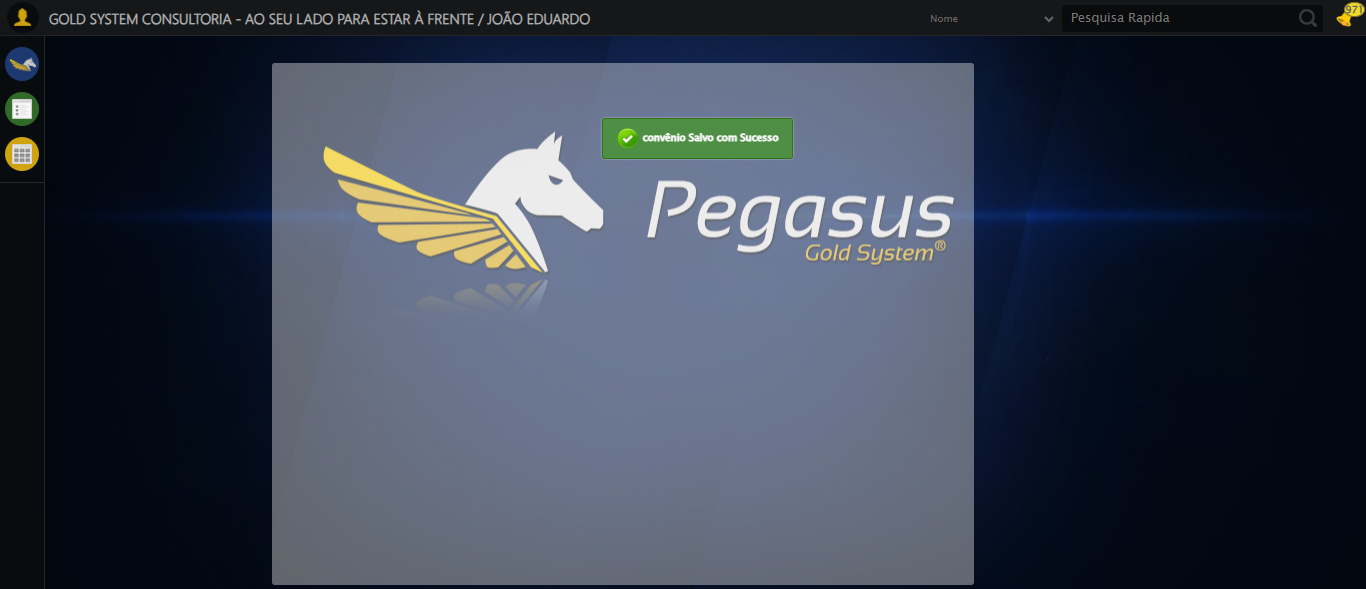 GOLD SYSTEM CONSULTORIA - AO SEU LADO PARA ESTAR À FRENTE / JOÃO EDUARDO
Nome
Pesquisa Rapida
971
convênio Salvo com Sucesso
Pegasus
Gold System®